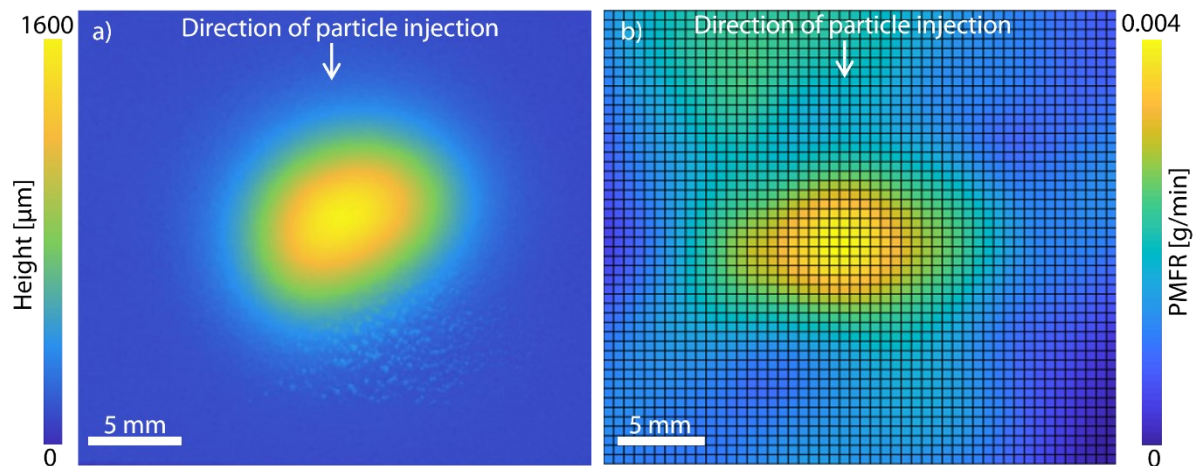 1600
a)
Direction of particle injection
Height [µm]
5 mm
0
b)
Direction of particle injection
0.004
PMFR [g/min]
5 mm
0